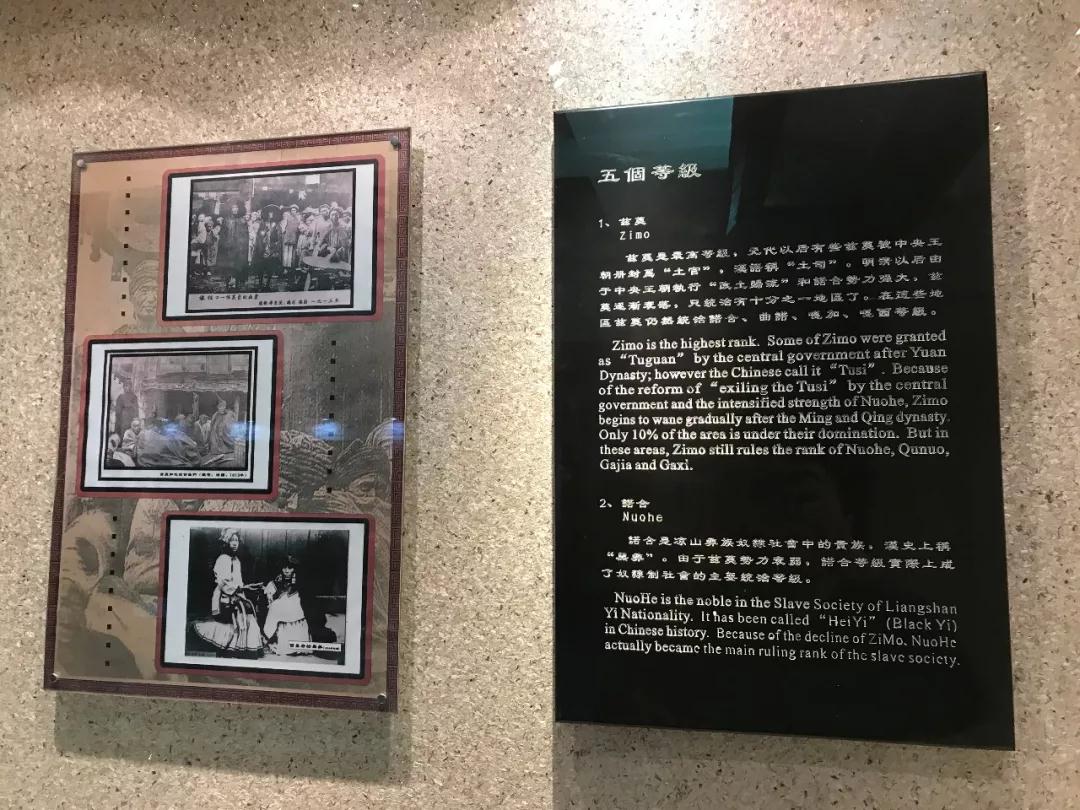 五個等級
1、兹莫
Zimo
兹莫是最高等級，元代以后有些兹莫被中央王
朝册封爲“土官”，漢語稱“土司”。明清以后由
于中央王朝執行“改土歸流”和諾合勢力强大，兹
莫逐漸衰落，只統治有十分之一地區了。在這些地
區兹莫仍然統治諾合、曲諾、嘎加、嘎西等級。
Zimo is the highest rank. Some of Zimo were granted
as “Tuguan” by the central government after Yuan
Dynasty; however the Chinese call it “Tusi”. Because
of the reform of “exiling the Tusi” by the central
government and the intensified strength of Nuohe, Zimo
begins to wane gradually after the Ming and Qing dynasty.
Only 10% of the area is under their domination. But in
these areas, Zimo still rules the rank of Nuohe, Qunuo,
Gajia and Gaxi.
2、諾合
Nuohe
諾合是凉山彝族奴隸社會中的貴族，漢史上稱
“黑彝”。由于兹莫勢力衰弱，諾合等級實際上成
了奴隸制社會的主要統治等級。
NuoHe is the noble in the Slave Society of Liangshan
Yi Nationality. It has been called “HeiYi” (Black Yi)
in Chinese history. Because of the decline of ZiMo, NuoHe
actually became the main ruling rank of the slave society.